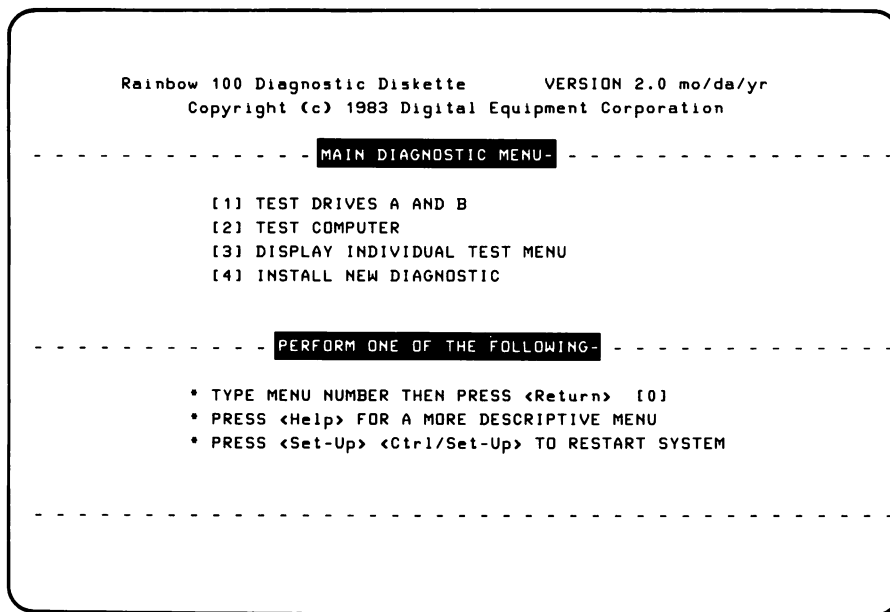 Rainbow 100 Diagnostic Diskette VERSION 2.0 mo/da/yr
Copyright (c) 1983 Digital Equipment Corporation
- - - - - - - - - - - - - MAIN DIAGNOSTIC MENU- - - - - - - - - - - - - - - -
[1] TEST DRIVES A AND B
[2] TEST COMPUTER
[3] DISPLAY INDIVIDUAL TEST MENU
[4] INSTALL NEW DIAGNOSTIC
- - - - - - - - - - - PERFORM ONE OF THE FOLLOWING- - - - - - - - - - - - - -
* TYPE MENU NUMBER THEN PRESS <Return> [0]
* PRESS <Help> FOR A MORE DESCRIPTIVE MENU
* PRESS <Set-Up> <Ctrl/Set-Up> TO RESTART SYSTEM
- - - - - - - - - - - - - - - - - - - - - - - - - - - - - - - - - - - - - - -